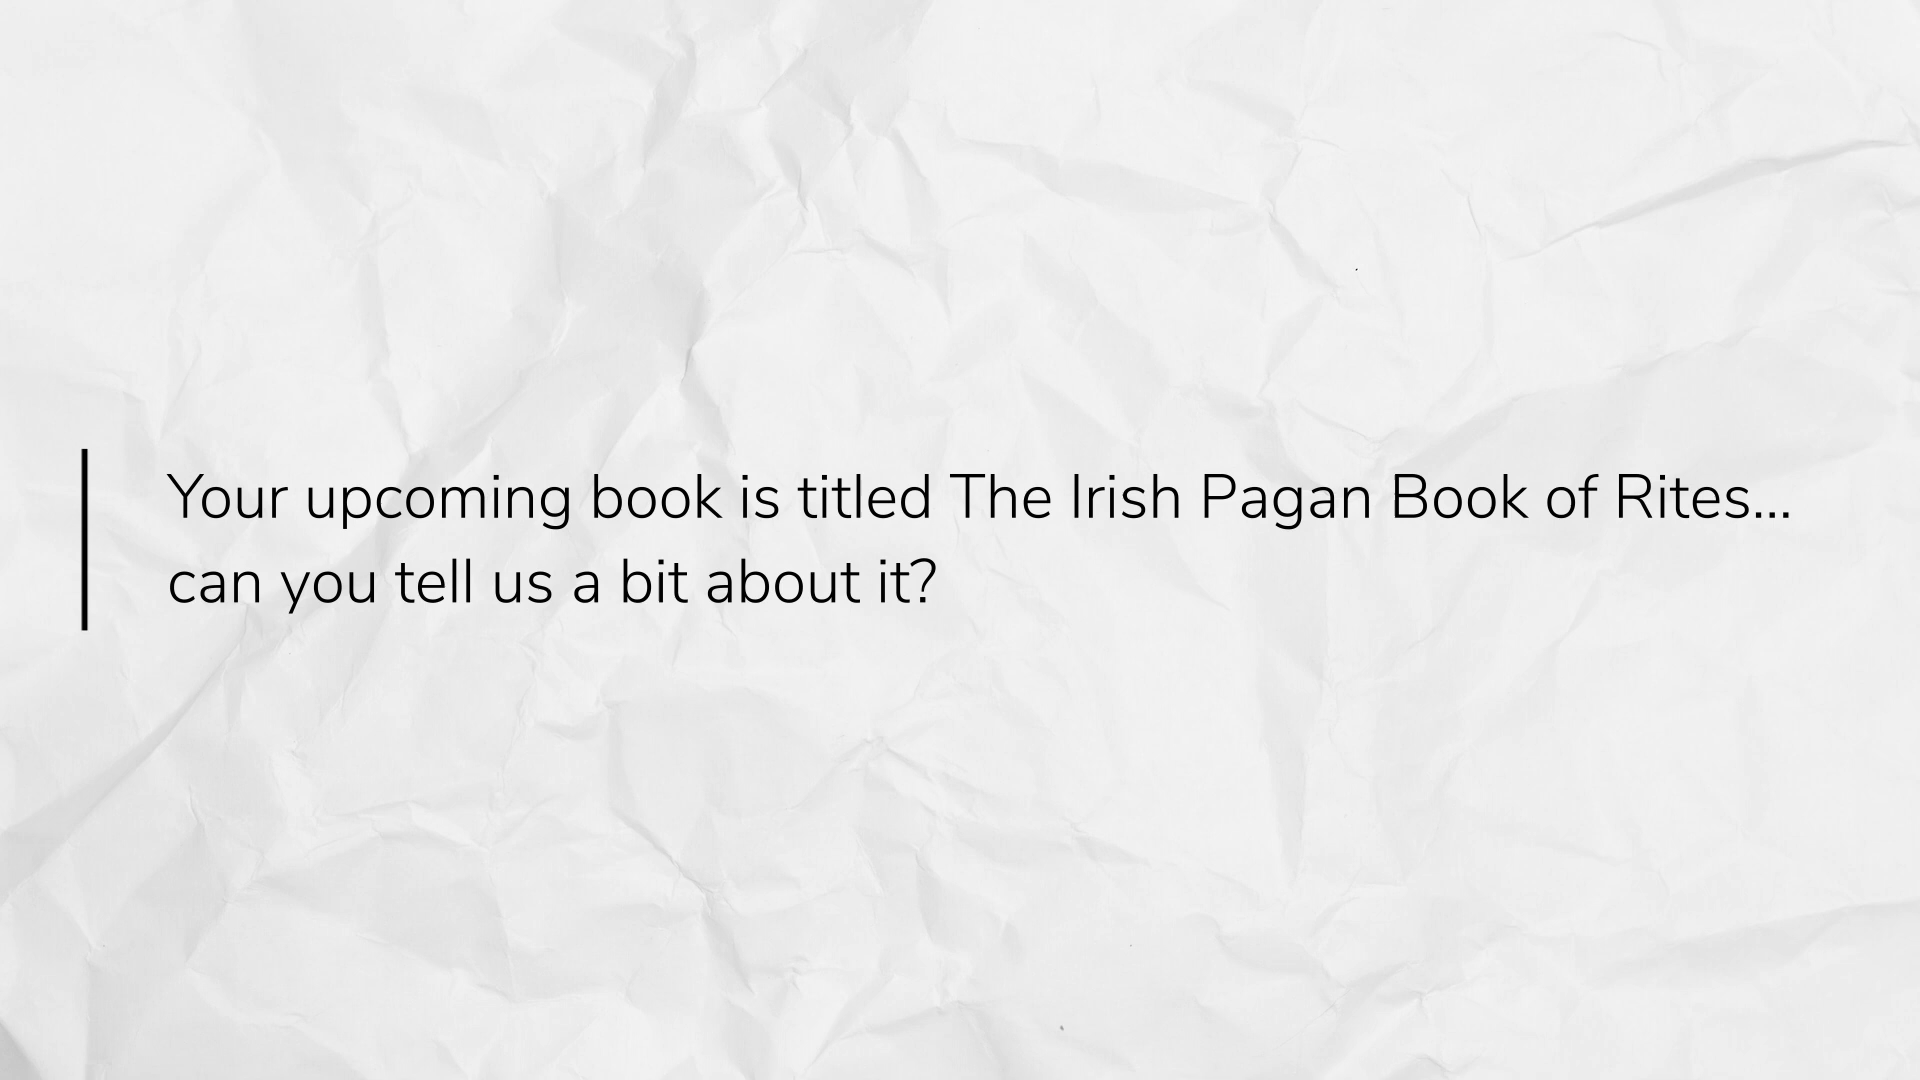 Your upcoming book is titled The Irish Pagan Book of Rites...
can you tell us a bit about it?